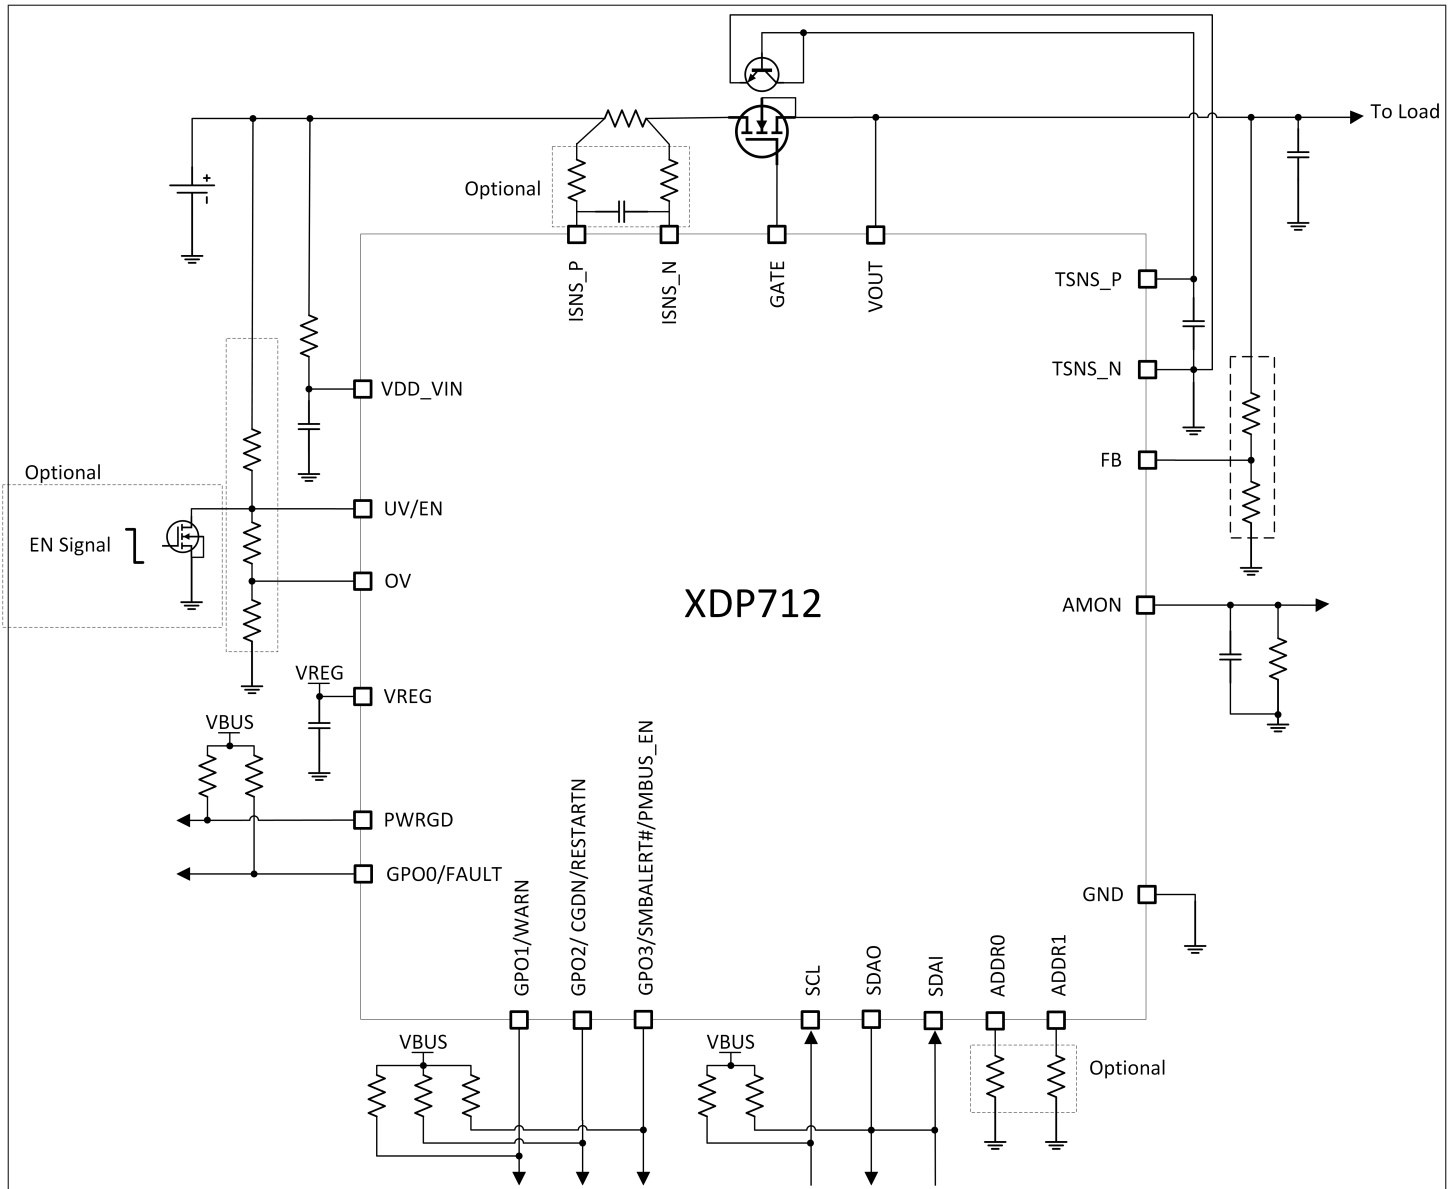 To Load
+
Optional
ISNS_P
ISNS_N
GATE
VOUT
TSNS_P
TSNS_N
VDD_VIN
FB
Optional
UV/EN
EN Signal
OV
XDP712
AMON
VREG
VREG
VBUS
PWRGD
GPO0/FAULT
GND
GPO1/WARN
GPO2/ CGDN/RESTARTN
GPO3/SMBALERT#/PMBUS_EN
SCL
SDAO
SDAI
ADDR0
ADDR1
VBUS
VBUS
Optional